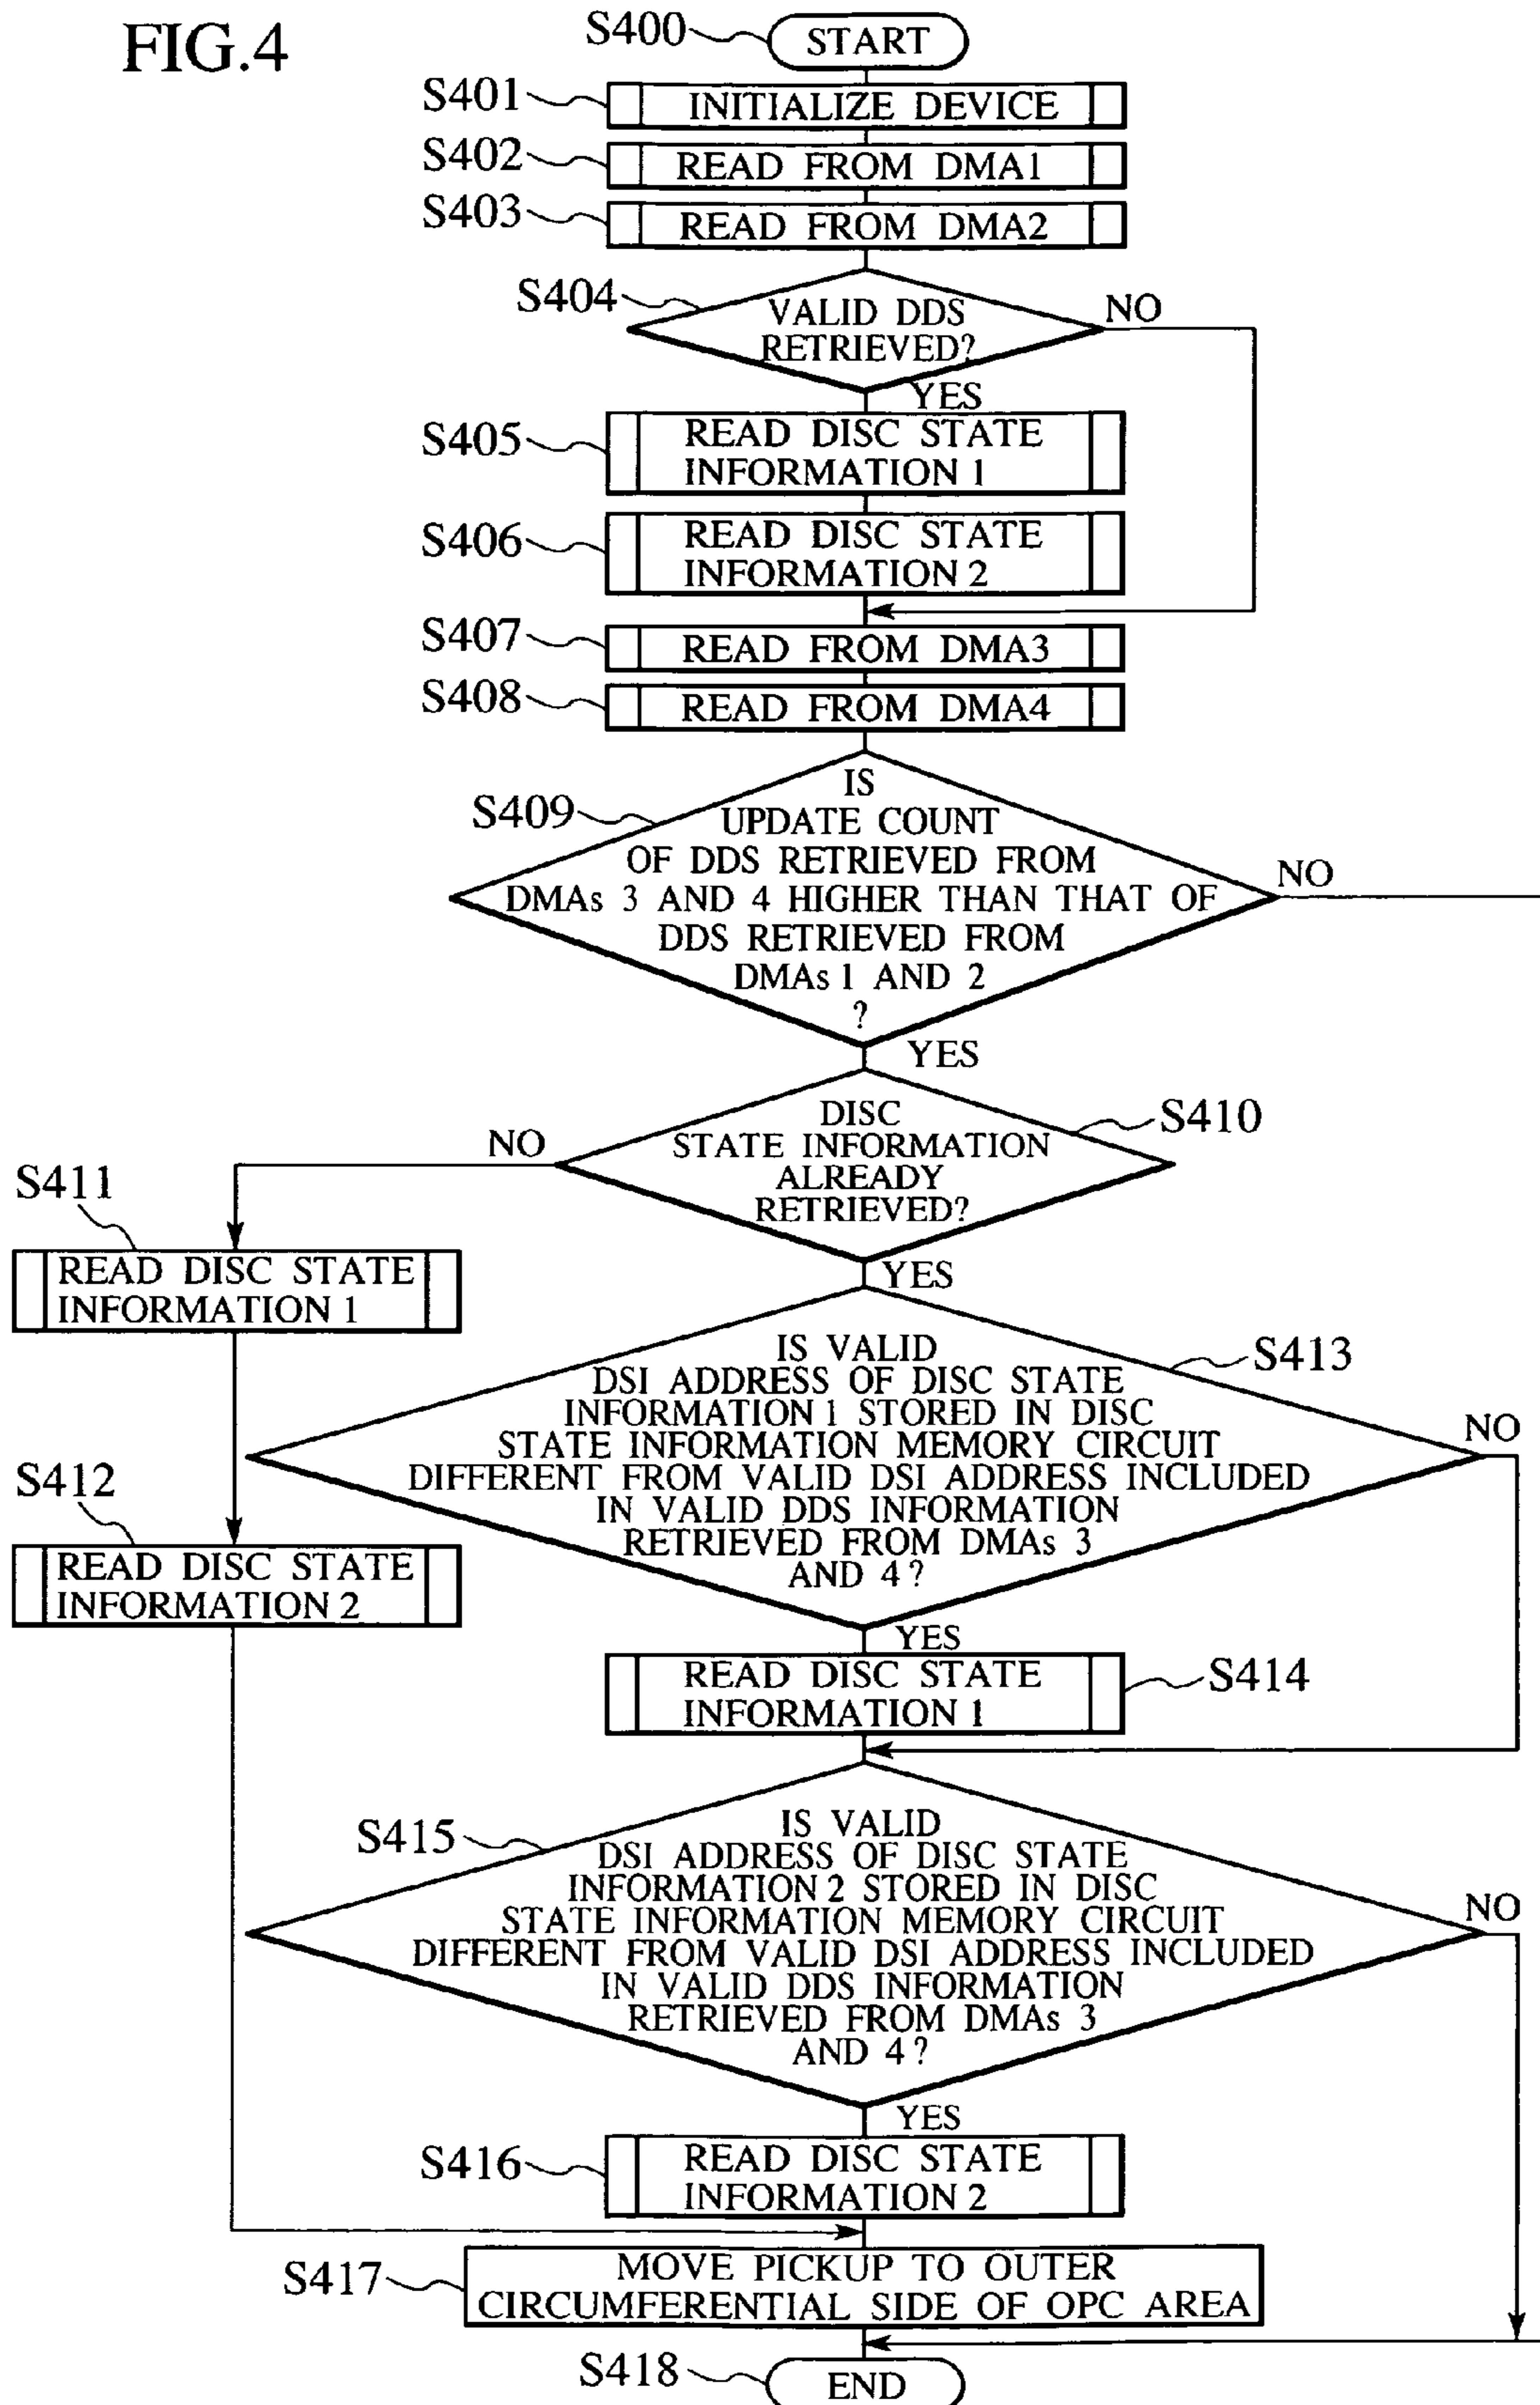 FIG.4
S400
START
S401
INITIALIZE DEVICE
S402
READ FROM DMA1
S403
READ FROM DMA2
S404
VALID DDS
RETRIEVED?
NO
YES
S405
READ DISC STATE
INFORMATION 1
S406
READ DISC STATE
INFORMATION 2
S407
READ FROM DMA3
S408
READ FROM DMA4
S409
IS
UPDATE COUNT
OF DDS RETRIEVED FROM
DMAs 3 AND 4 HIGHER THAN THAT OF
DDS RETRIEVED FROM
DMAs 1 AND 2
?
NO
YES
S410
DISC
STATE INFORMATION
ALREADY
RETRIEVED?
NO
YES
S411
READ DISC STATE
INFORMATION 1
S412
READ DISC STATE
INFORMATION 2
S413
IS VALID
DSI ADDRESS OF DISC STATE
INFORMATION 1 STORED IN DISC
STATE INFORMATION MEMORY CIRCUIT
DIFFERENT FROM VALID DSI ADDRESS INCLUDED
IN VALID DDS INFORMATION
RETRIEVED FROM DMAs 3
AND 4 ?
NO
YES
S414
READ DISC STATE
INFORMATION 1
S415
IS VALID
DSI ADDRESS OF DISC STATE
INFORMATION 2 STORED IN DISC
STATE INFORMATION MEMORY CIRCUIT
DIFFERENT FROM VALID DSI ADDRESS INCLUDED
IN VALID DDS INFORMATION
RETRIEVED FROM DMAs 3
AND 4 ?
NO
YES
S416
READ DISC STATE
INFORMATION 2
S417
MOVE PICKUP TO OUTER
CIRCUMFERENTIAL SIDE OF OPC AREA
S418
END